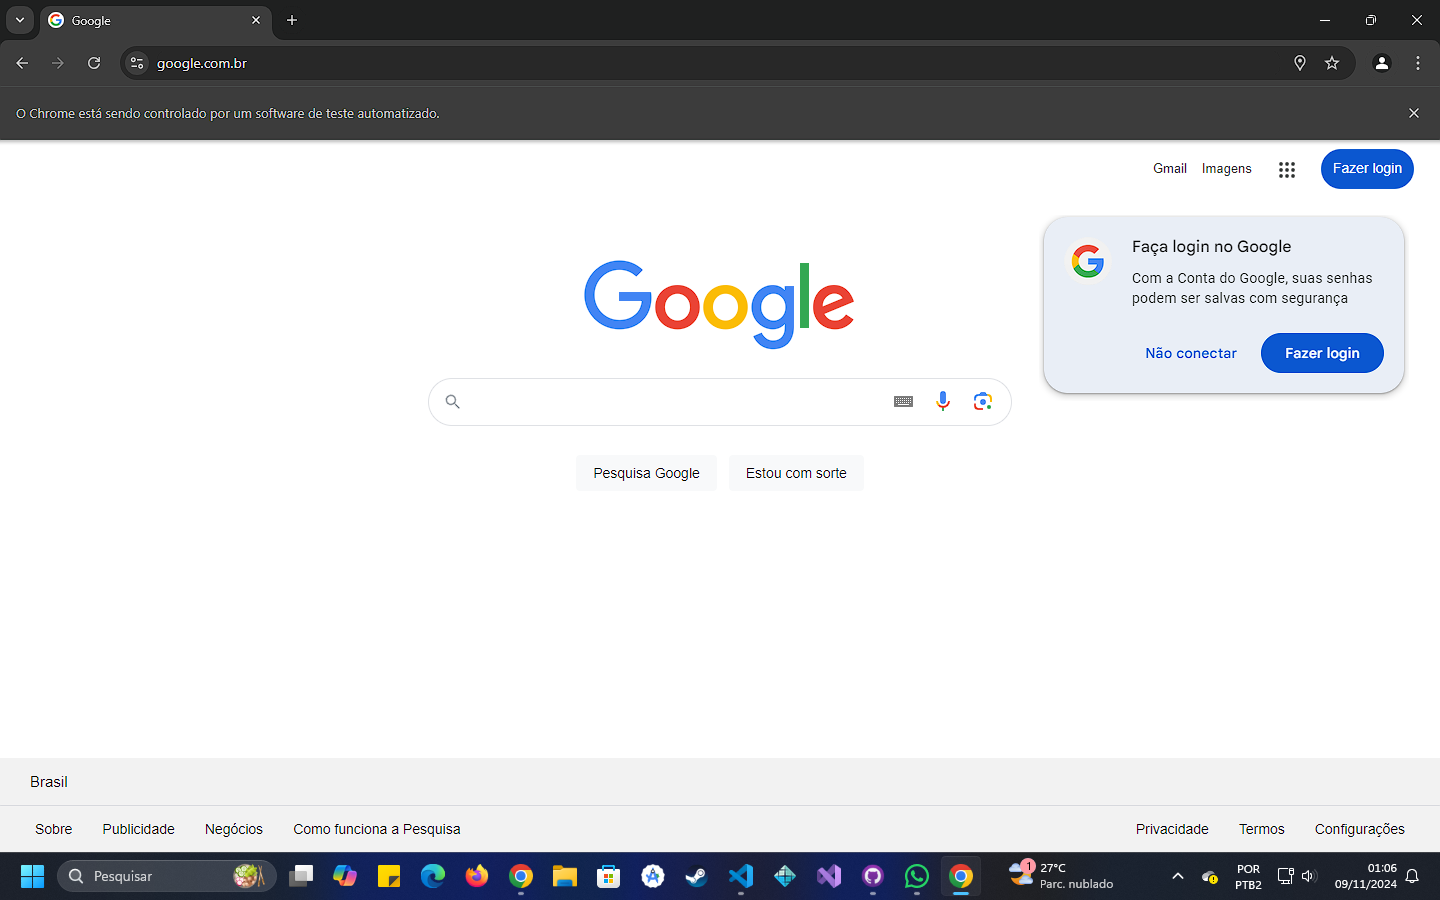 Google
google.com.br
O Chrome está sendo controlado por um software de teste automatizado.
Gmail Imagens Fazer login
Faça login no Google
Com a Conta do Google, suas senhas
podem ser salvas com segurança
Não conectar Fazer login
Google
Pesquisa Google Estou com sorte
Brasil
Sobre Publicidade Negócios Como funciona a Pesquisa Privacidade Termos Configurações
Pesquisar
1
27°C
Parc. nublado
POR
PTB2
01:06
09/11/2024